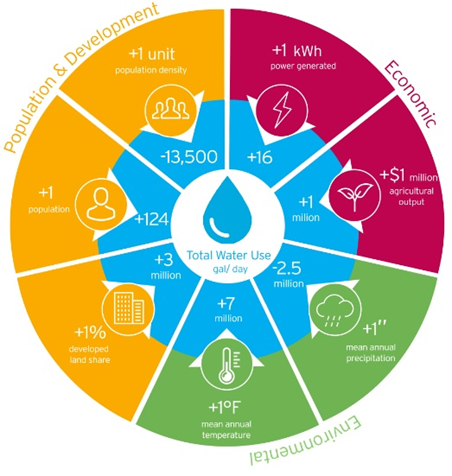 Population & Development
Economic
Environmental
+1 unit
population density
-13,500
+1 kWh
power generated
+16
+$1 million
agricultural
output
+1
million
+1"
mean annual
precipitation
-2.5
million
+1°F
mean annual
temperature
+7
million
+1%
developed
land share
+3
million
+1
population
+124
Total Water Use
gal/ day